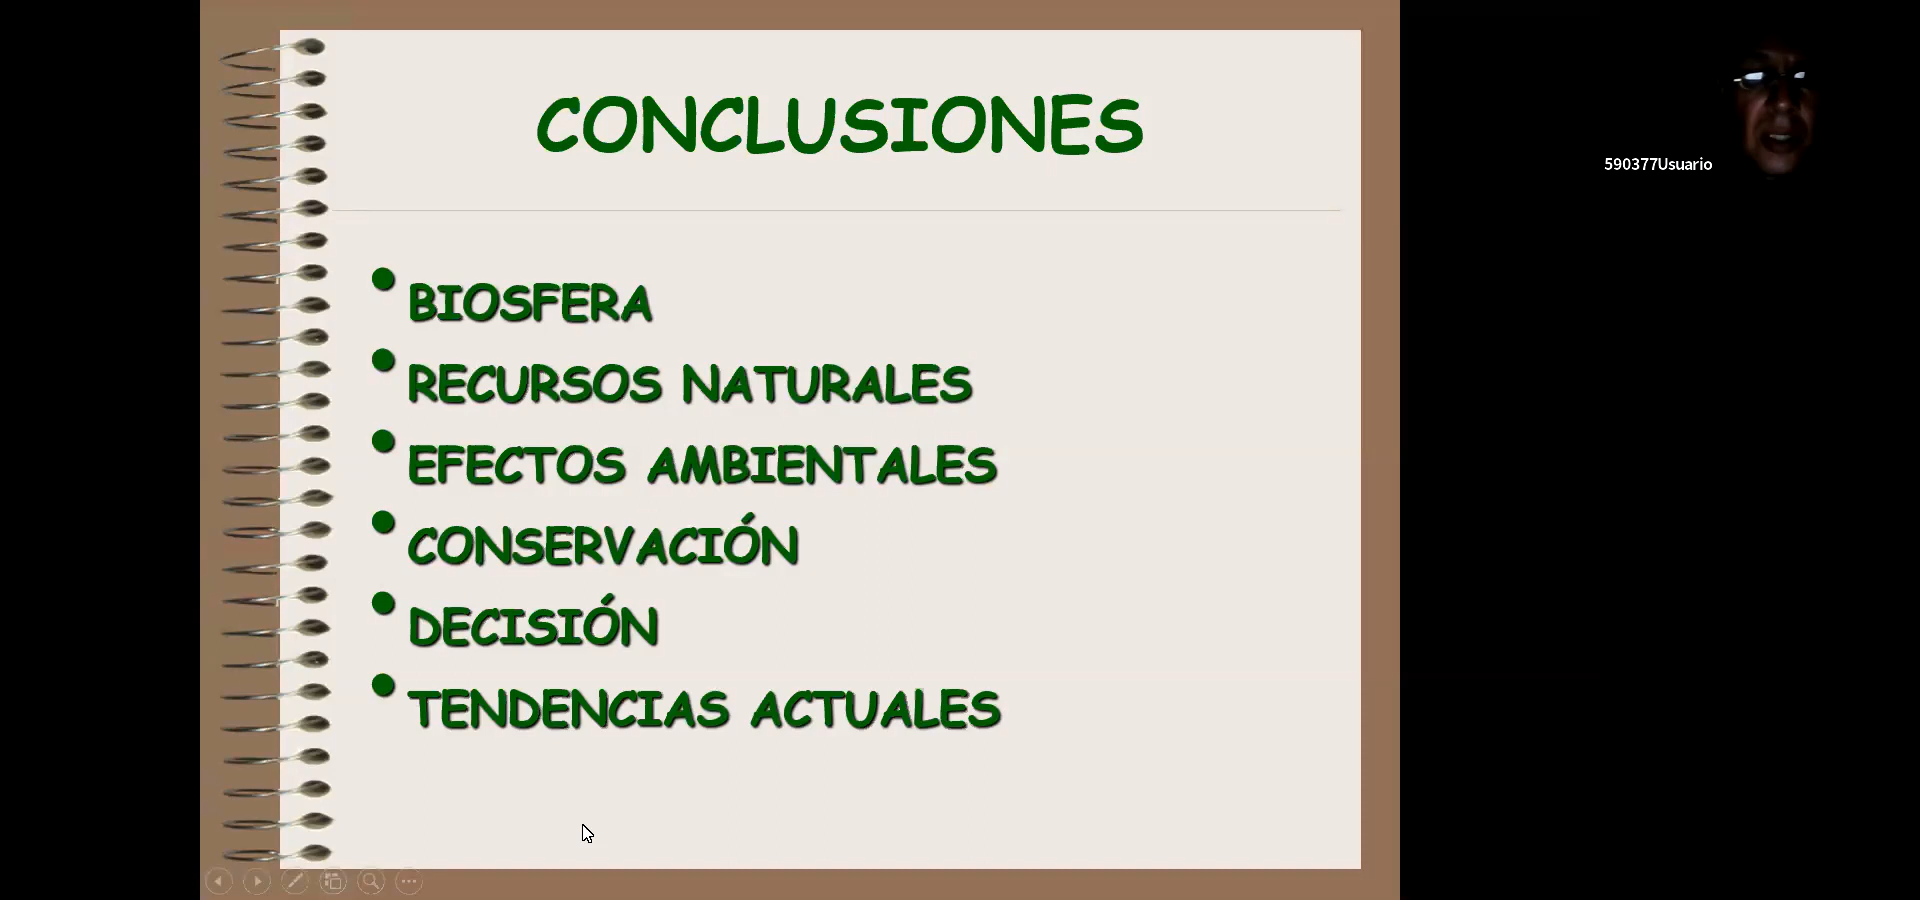 CONCLUSIONES
590377Usuario
BIOSFERA
RECURSOS NATURALES
EFECTOS AMBIENTALES
CONSERVACIÓN
DECISIÓN
TENDENCIAS ACTUALES